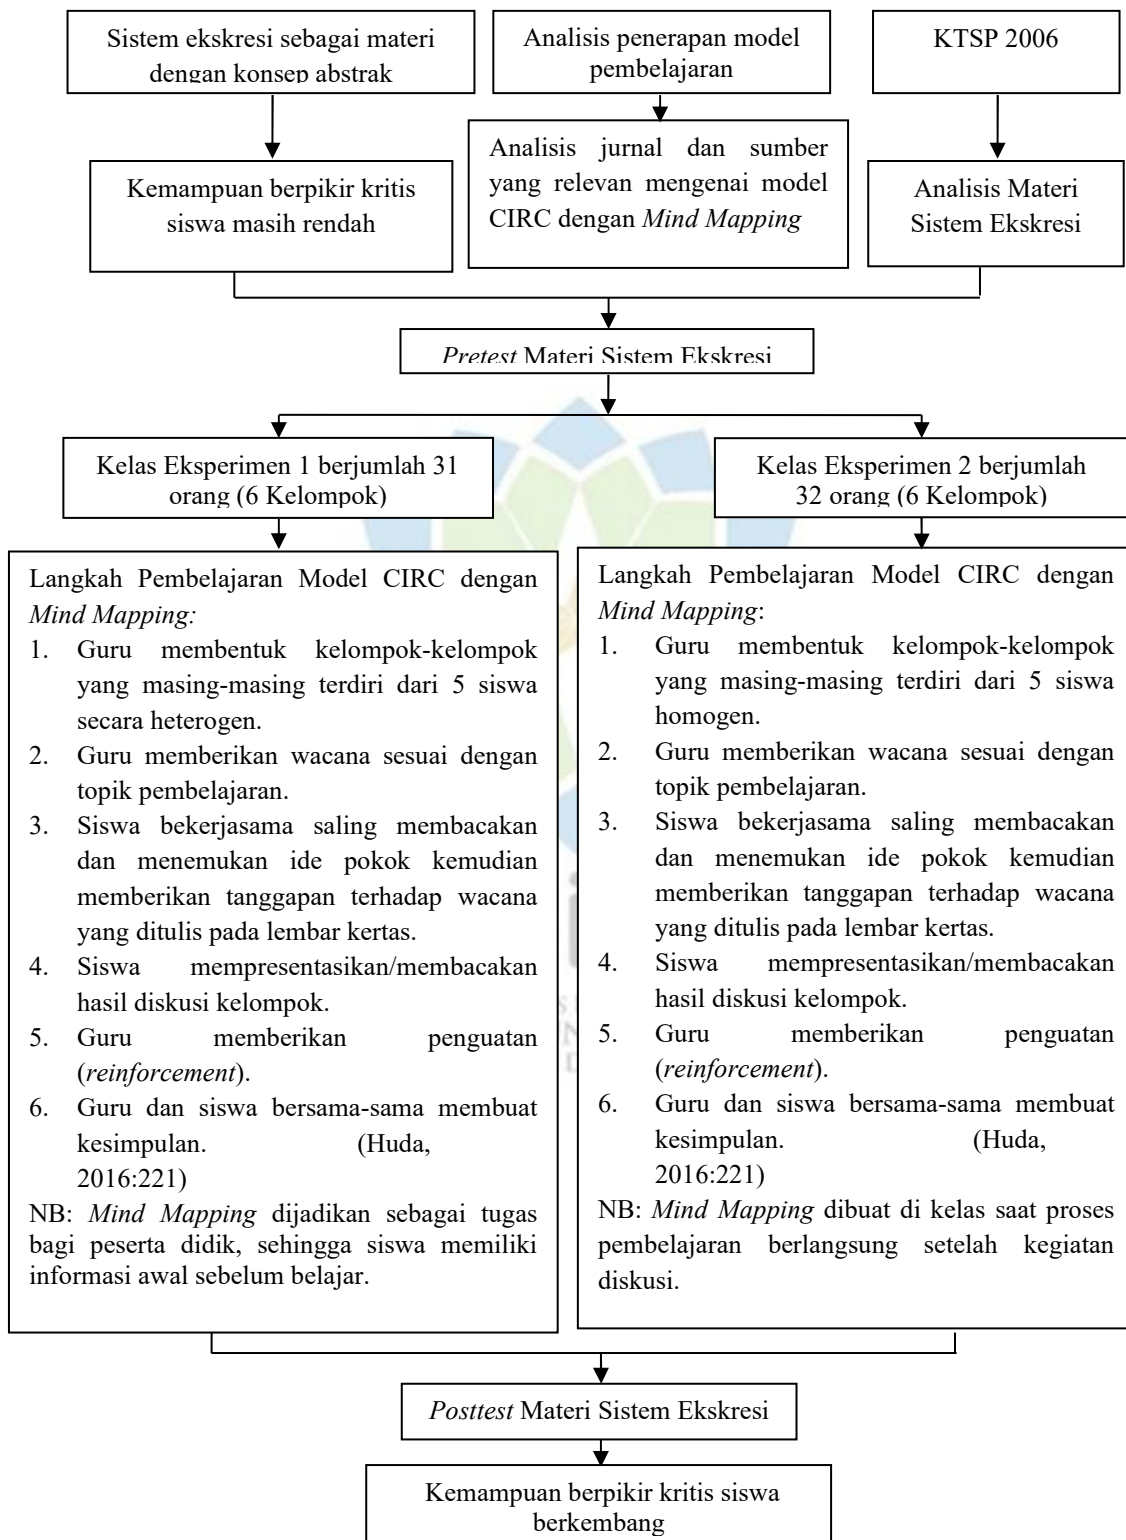 Sistem ekskresi sebagai materi
dengan konsep abstrak
Analisis penerapan model
pembelajaran
KTSP 2006
Kemampuan berpikir kritis
siswa masih rendah
Analisis jurnal dan sumber
yang relevan mengenai model
CIRC dengan Mind Mapping
Analisis Materi
Sistem Ekskresi
Pretest Materi Sistem Ekskresi
Kelas Eksperimen 1 berjumlah 31
orang (6 Kelompok)
Kelas Eksperimen 2 berjumlah
32 orang (6 Kelompok)
Langkah Pembelajaran Model CIRC dengan
Mind Mapping:
1. Guru membentuk kelompok-kelompok
yang masing-masing terdiri dari 5 siswa
secara heterogen.
2. Guru memberikan wacana sesuai dengan
topik pembelajaran.
3. Siswa bekerjasama saling membacakan
dan menemukan ide pokok kemudian
memberikan tanggapan terhadap wacana
yang ditulis pada lembar kertas.
4. Siswa mempresentasikan/membacakan
hasil diskusi kelompok.
5. Guru memberikan penguatan
(reinforcement).
6. Guru dan siswa bersama-sama membuat
kesimpulan. (Huda,
2016:221)
NB: Mind Mapping dijadikan sebagai tugas
bagi peserta didik, sehingga siswa memiliki
informasi awal sebelum belajar.
Langkah Pembelajaran Model CIRC dengan
Mind Mapping:
1. Guru membentuk kelompok-kelompok
yang masing-masing terdiri dari 5 siswa
homogen.
2. Guru memberikan wacana sesuai dengan
topik pembelajaran.
3. Siswa bekerjasama saling membacakan
dan menemukan ide pokok kemudian
memberikan tanggapan terhadap wacana
yang ditulis pada lembar kertas.
4. Siswa mempresentasikan/membacakan
hasil diskusi kelompok.
5. Guru memberikan penguatan
(reinforcement).
6. Guru dan siswa bersama-sama membuat
kesimpulan. (Huda,
2016:221)
NB: Mind Mapping dibuat di kelas saat proses
pembelajaran berlangsung setelah kegiatan
diskusi.
Posttest Materi Sistem Ekskresi
Kemampuan berpikir kritis siswa
berkembang